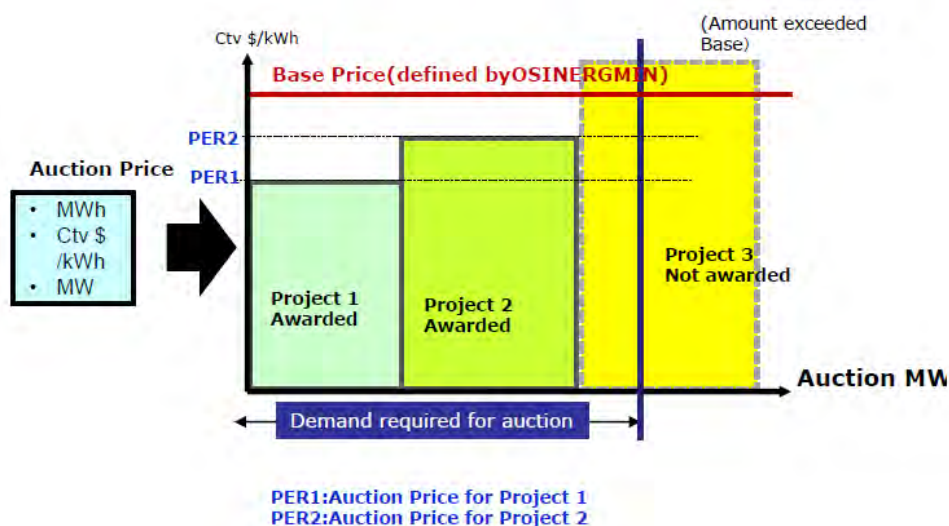 (Amount exceeded
Base)
Ctv $/kWh
Base Price(defined byOSINERGMIN)
PER2
Auction Price
PER1
• MWh
• Ctv $
/kWh
• MW
Project 1
Awarded
Project 2
Awarded
Project 3
Not awarded
Auction MW
Demand required for auction
PER1:Auction Price for Project 1
PER2:Auction Price for Project 2